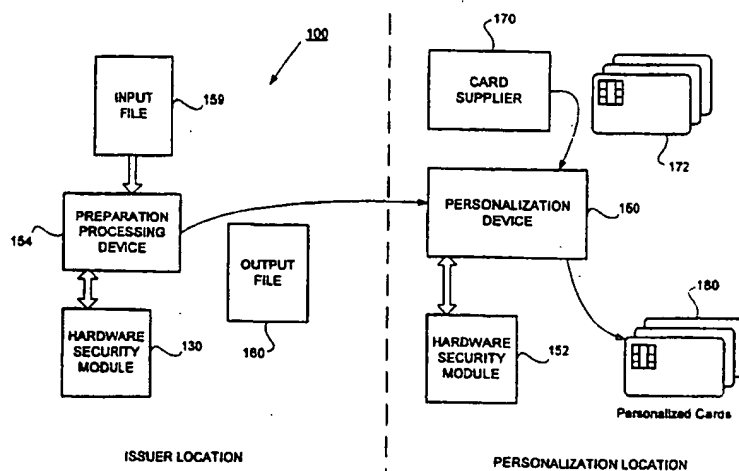 100
INPUT
FILE
159
PREPARATION
PROCESSING
DEVICE
154
OUTPUT
FILE
160
HARDWARE
SECURITY
MODULE
130
ISSUER LOCATION
170
CARD
SUPPLIER
172
PERSONALIZATION
DEVICE
150
HARDWARE
SECURITY
MODULE
152
180
Personalized Cards
PERSONALIZATION LOCATION